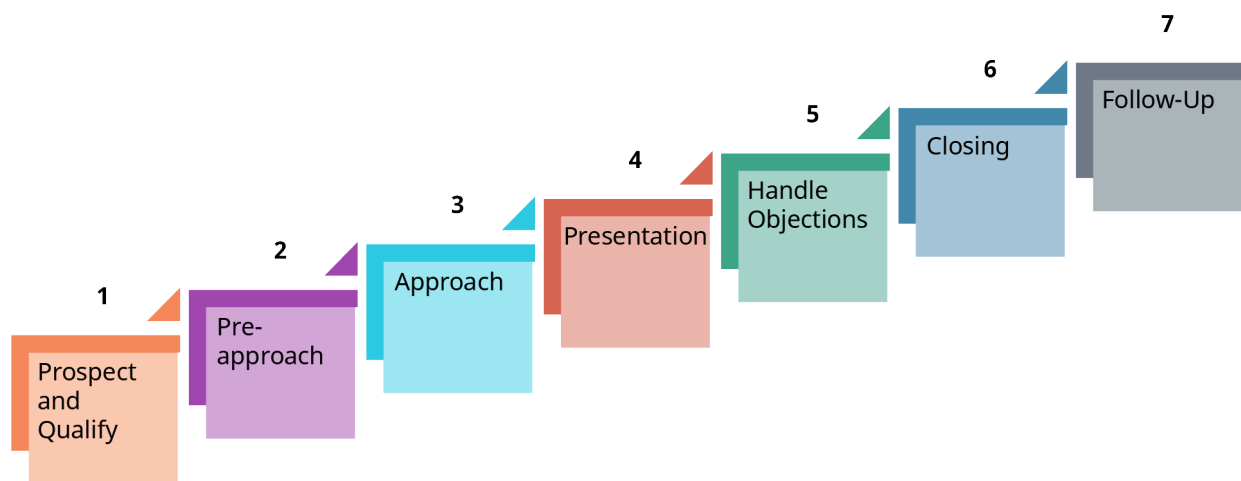 1
Prospect
and
Qualify
2
Pre-
approach
3
Approach
4
Presentation
5
Handle
Objections
6
Closing
7
Follow-Up